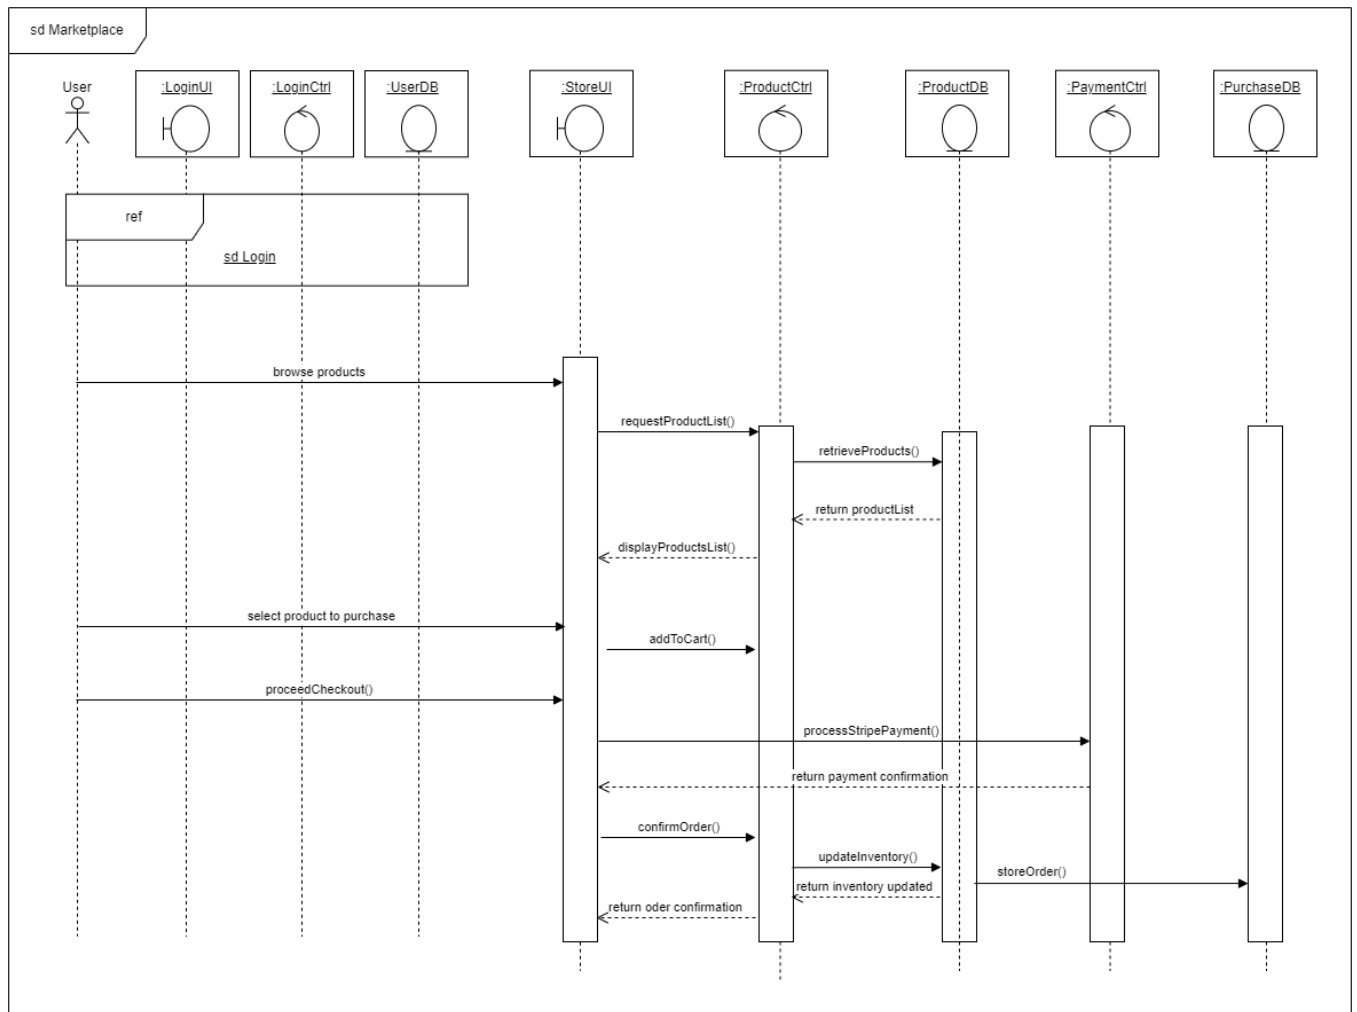 sd Marketplace
User
:LoginUI
:LoginCtrl
:UserDB
:StoreUI
:ProductCtrl
:ProductDB
:PaymentCtrl
:PurchaseDB
ref
sd Login
browse products
requestProductList()
retrieveProducts()
return productList
displayProductsList()
select product to purchase
addToCart()
proceedCheckout()
processStripePayment()
return payment confirmation
confirmOrder()
updateInventory()
storeOrder()
return inventory updated
return oder confirmation